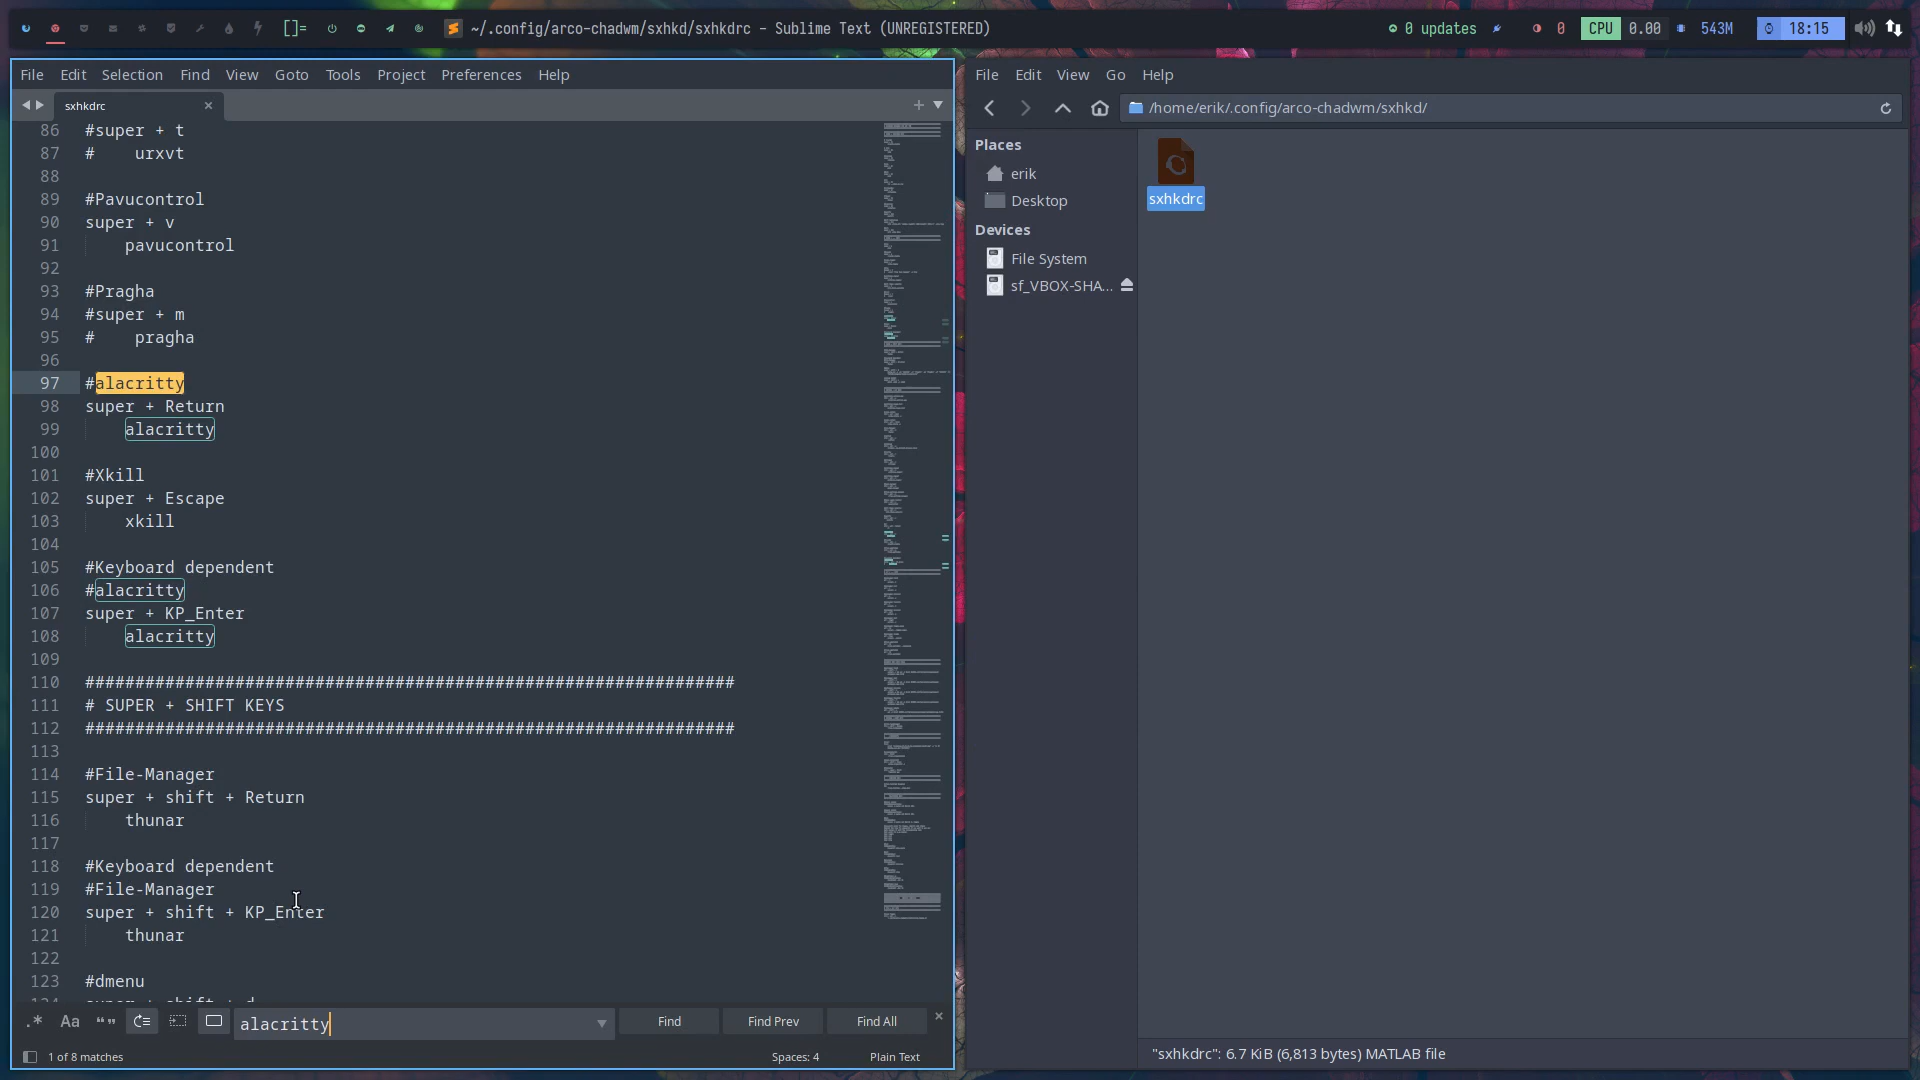 []=
~/.config/arco-chadwm/sxhkd/sxhkdrc – Sublime Text (UNREGISTERED)
0 updates
0
CPU 0.00
543M
18:15
File Edit Selection Find View Goto Tools Project Preferences Help
sxhkdrc
86 #super + t
87 #    urxvt
88
89 #Pavucontrol
90 super + v
91     pavucontrol
92
93 #Pragha
94 #super + m
95 #    pragha
96
97 #alacritty
98 super + Return
99     alacritty
100
101 #Xkill
102 super + Escape
103     xkill
104
105 #Keyboard dependent
106 #alacritty
107 super + KP_Enter
108     alacritty
109
110 #################################################################
111 # SUPER + SHIFT KEYS
112 #################################################################
113
114 #File-Manager
115 super + shift + Return
116     thunar
117
118 #Keyboard dependent
119 #File-Manager
120 super + shift + KP_Enter
121     thunar
122
123 #dmenu
124 super + shift + d
.* Aa “” alacritty Find Find Prev Find All
1 of 8 matches Spaces: 4 Plain Text
File Edit View Go Help
/home/erik/.config/arco-chadwm/sxhkd/
Places
erik
Desktop
Devices
File System
sf_VBOX-SHA...
sxhkdrc
"sxhkdrc": 6.7 KiB (6,813 bytes) MATLAB file